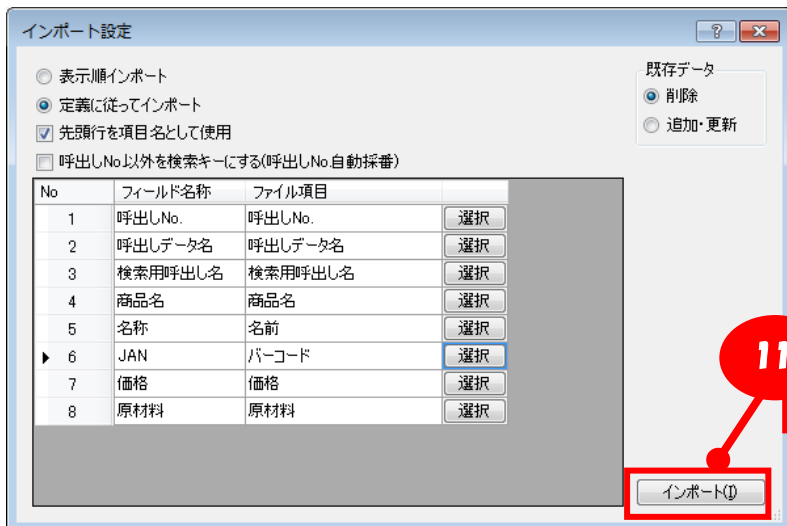 インポート設定
表示順インポート
定義に従ってインポート
先頭行を項目名として使用
呼出しNo以外を検索キーにする(呼出しNo.自動採番)
既存データ
削除
追加・更新
No フィールド名称 ファイル項目
1 呼出しNo. 呼出しNo. 選択
2 呼出しデータ名 呼出しデータ名 選択
3 検索用呼出し名 検索用呼出し名 選択
4 商品名 商品名 選択
5 名称 名前 選択
6 JAN バーコード 選択
7 価格 価格 選択
8 原材料 原材料 選択
11
インポート(I)